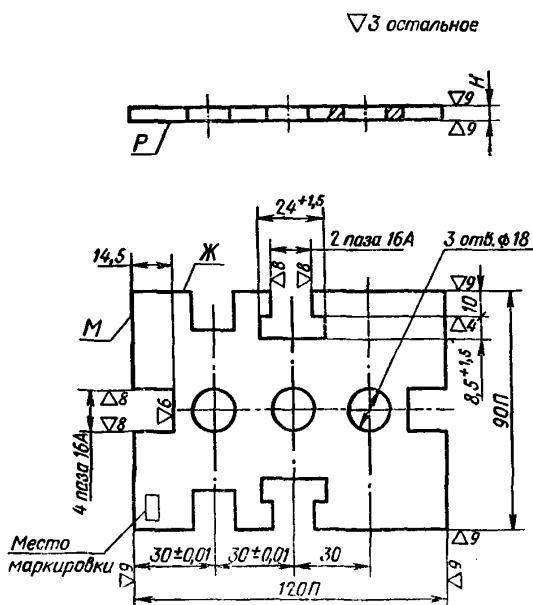 ▽3 остальное
H
▽9
△9
P
24+1,5
2 паза 16А
3 отв. ϕ 18
14,5
Ж
△8
▽8
▽9
10
М
△4
8,5+1,5
△8
▽6
▽8
4 паза 16А
90П
Место
маркировки
30±0,01
30±0,01
30
△9
▽9
120П
△9